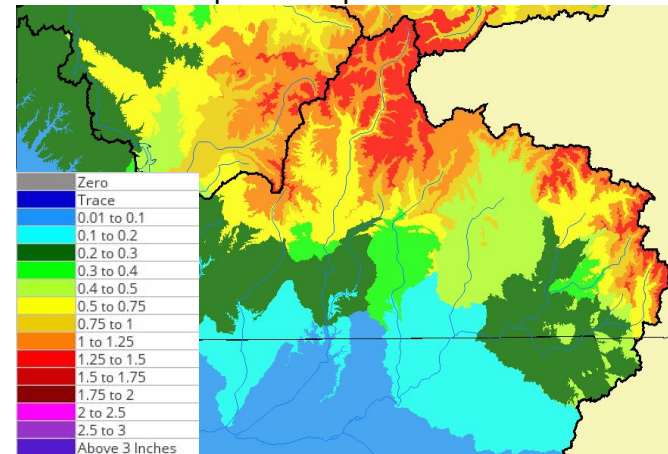 Zero
Trace
0.01 to 0.1
0.1 to 0.2
0.2 to 0.3
0.3 to 0.4
0.4 to 0.5
0.5 to 0.75
0.75 to 1
1 to 1.25
1.25 to 1.5
1.5 to 1.75
1.75 to 2
2 to 2.5
2.5 to 3
Above 3 Inches